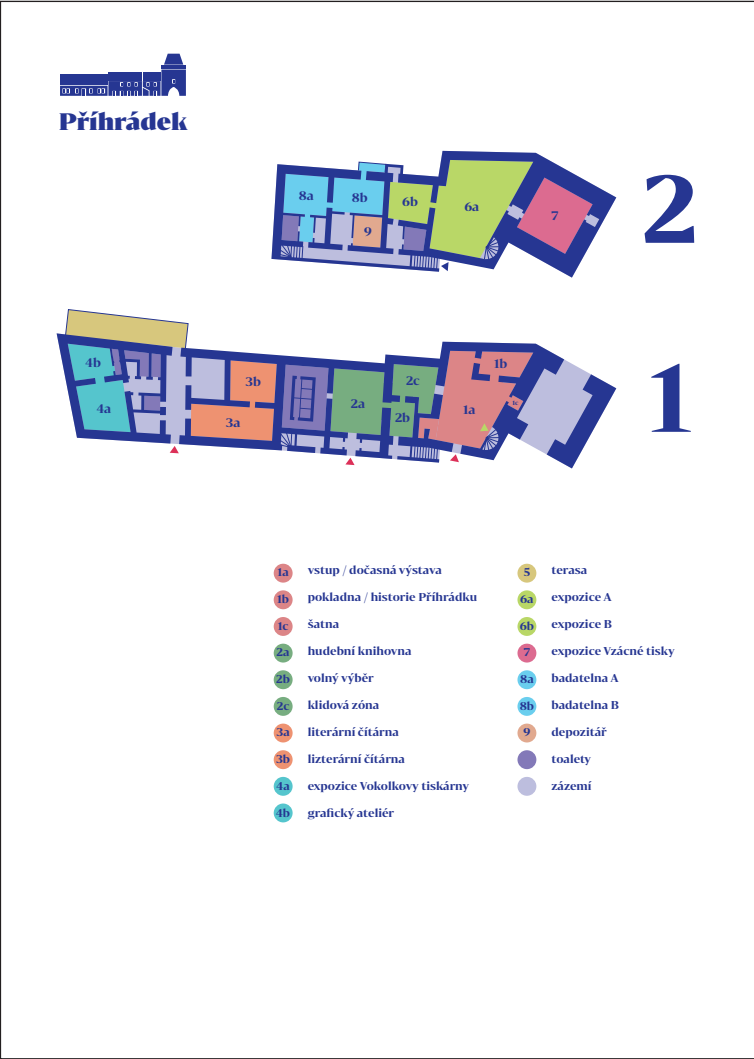 Příhrádek
2
8a
8b
6b
6a
7
9
1
4b
4a
3b
3a
2a
2c
2b
1b
1a
1c
1a vstup / dočasná výstava
1b pokladna / historie Příhrádku
1c šatna
2a hudební knihovna
2b volný výběr
2c klidová zóna
3a literární čítárna
3b lizterární čítárna
4a expozice Vokolkovy tiskárny
4b grafický ateliér
5 terasa
6a expozice A
6b expozice B
7 expozice Vzácné tisky
8a badatelna A
8b badatelna B
9 depozitář
toalety
zázemí